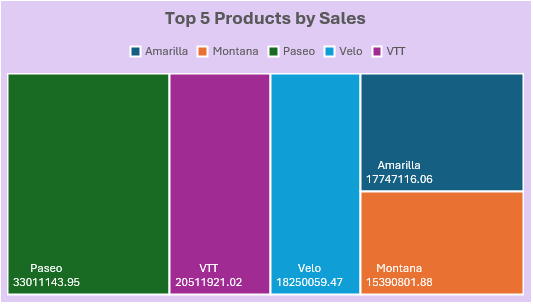 Top 5 Products by Sales
Amarilla Montana Paseo Velo VTT
Paseo
33011143.95
VTT
20511921.02
Velo
18250059.47
Amarilla
17747116.06
Montana
15390801.88